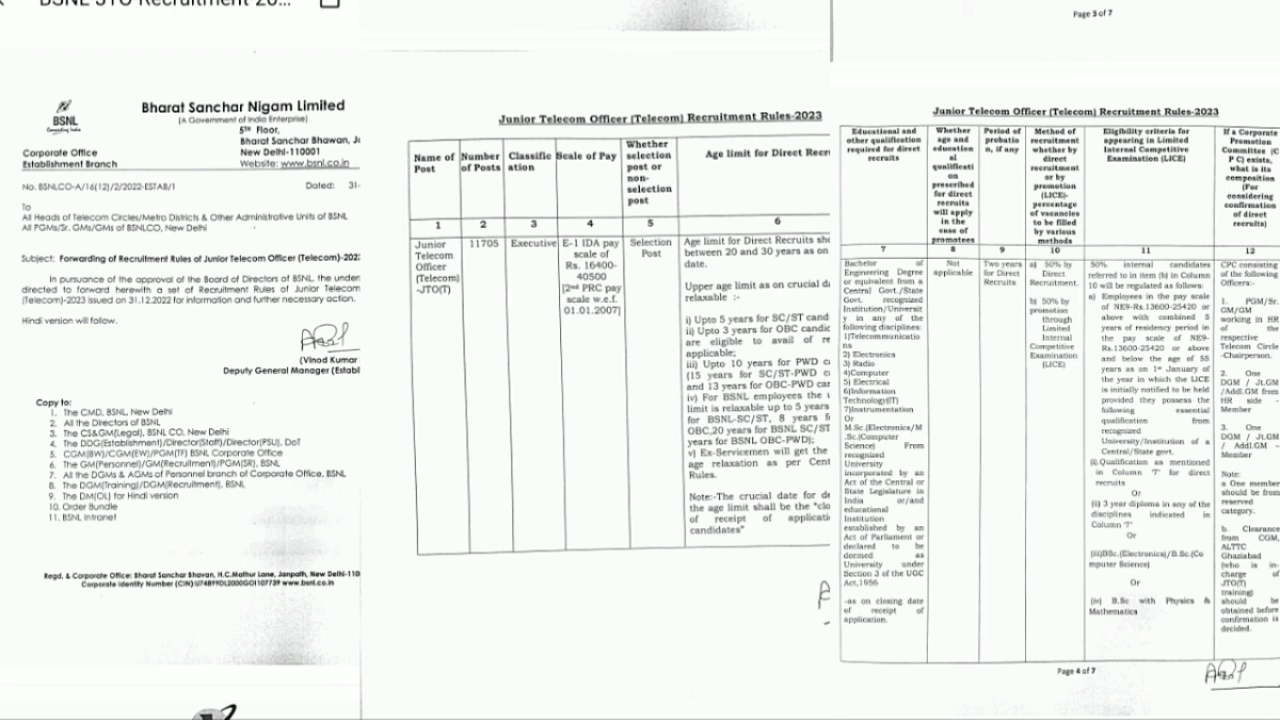 BSNL JTO Recruitment 20...
Bharat Sanchar Nigam Limited
(A Government of India Enterprise)
5TH Floor,
Bharat Sanchar Bhawan, Ja
New Delhi-110001
Website: www.bsnl.co.in
BSNL
Connecting India
Corporate Office
Establishment Branch
No. BSNLCO-A/16(12)/2/2022-ESTAB/1 Dated: 31-
To
All Heads of Telecom Circles/Metro Districts & Other Administrative Units of BSNL
All PGMs/Sr. GMs/GMs of BSNLCO, New Delhi
Subject: Forwarding of Recruitment Rules of Junior Telecom Officer (Telecom)-202
In pursuance of the approval of the Board of Directors of BSNL, the under
directed to forward herewith a set of Recruitment Rules of Junior Telecom
(Telecom)-2023 issued on 31.12.2022 for information and further necessary action.
Hindi version will follow.
(Vinod Kumar
Deputy General Manager (Establ
Copy to:
1. The CMD, BSNL, New Delhi
2. All the Directors of BSNL
3. The CS&GM(Legal), BSNL CO, New Delhi
4. The DDG(Establishment)/Director(Staff)/Director(PSU), DoT
5. CGM(BW)/CGM(EW)/PGM(TF) BSNL Corporate Office
6. The GM(Personnel)/GM(Recruitment)/PGM(SR), BSNL
7. All the DGMs & AGMs of Personnel branch of Corporate Office, BSNL
8. The DGM(Training)/DGM(Recruitment), BSNL
9. The DM(OL) for Hindi version
10. Order Bundle
11. BSNL Intranet
Regd. & Corporate Office: Bharat Sanchar Bhavan, H.C.Mathur Lane, Janpath, New Delhi-110
Corporate Identity Number (CIN):U74899DL2000GOI107739 www.bsnl.co.in
Junior Telecom Officer (Telecom) Recruitment Rules-2023
Name of
Post
Number
of Posts
Classific
ation
Scale of Pay
Whether
selection
post or
non-
selection
post
Age limit for Direct Recr
1 2 3 4 5 6
Junior
Telecom
Officer
(Telecom)
-JTO(T)
11705
Executive
E-1 IDA pay
scale of
Rs. 16400-
40500
[2nd PRC pay
scale w.e.f.
01.01.2007]
Selection
Post
Age limit for Direct Recruits sho
between 20 and 30 years as on
date.
Upper age limit as on crucial da
relaxable :-
i) Upto 5 years for SC/ST cand
ii) Upto 3 years for OBC candic
are eligible to avail of re
applicable;
iii) Upto 10 years for PWD c
(15 years for SC/ST-PWD c
and 13 years for OBC-PWD car
iv) For BSNL employees the u
limit is relaxable up to 5 years
for BSNL-SC/ST, 8 years f
OBC,20 years for BSNL SC/ST
years for BSNL OBC-PWD);
v) Ex-Servicemen will get the
age relaxation as per Cent
Rules.
Note:-The crucial date for de
the age limit shall be the "clo
of receipt of applicati
candidates"
Page 3 of 7
Junior Telecom Officer (Telecom) Recruitment Rules-2023
Educational and
other qualification
required for direct
recruits
Whether
age and
education
al
qualificati
on
prescribed
for direct
recruits
will apply
in the
case of
promotees
Period of
probatio
n, if any
Method of
recruitment
whether by
direct
recruitment
or by
promotion
(LICE)-
percentage
of vacancies
to be filled
by various
methods
Eligibility criteria for
appearing in Limited
Internal Competitive
Examination (LICE)
If a Corporate
Promotion
Committee (C
P C) exists,
what is its
composition
(For
considering
confirmation
of direct
recruits)
7 8 9 10 11 12
Bachelor of
Engineering Degree
or equivalent from a
Central Govt./State
Govt. recognized
Institution/Universit
y in any of the
following disciplines:
1)Telecommunicatio
ns
2) Electronics
3) Radio
4)Computer
5) Electrical
6)Information
Technology(IT)
7)Instrumentation
Or
M.Sc.(Electronics/M
.Sc.(Computer
Science) From
recognized
University
incorporated by an
Act of the Central or
State Legislature in
India or/and
educational
Institution
established by an
Act of Parliament or
declared to be
deemed as
University under
Section 3 of the UGC
Act,1956
-as on closing date
of receipt of
application.
Not
applicable
Two years
for Direct
Recruits
a) 50% by
Direct
Recruitment.
b) 50% by
promotion
through
Limited
Internal
Competitive
Examination
(LICE)
50% internal candidates
referred to in item (b) in Column
10 will be regulated as follows:
a) Employees in the pay scale
of NE9-Rs.13600-25420 or
above with combined 5
years of residency period in
the pay scale of NE9-
Rs.13600-25420 or above
and below the age of 55
years as on 1st January of
the year in which the LICE
is initially notified to be held
provided they possess the
following essential
qualification from
recognized
University/Institution of a
Central/State govt.
(i) Qualification as mentioned
in Column '7' for direct
recruits
Or
(ii) 3 year diploma in any of the
disciplines indicated in
Column '7'
Or
(iii)BSc.(Electronics)/B.Sc.(Co
mputer Science)
Or
(iv) B.Sc with Physics &
Mathematics
CPC consisting
of the following
Officers:-
1. PGM/Sr.
GM/GM
working in HR
of the
respective
Telecom Circle
-Chairperson.
2. One
DGM / Jt.GM
/Addl.GM from
HR side -
Member
3. One
DGM / Jt.GM
/ Addl.GM -
Member
Note:
a One member
should be from
reserved
category.
b. Clearance
from CGM,
ALTTC
Ghaziabad
(who is in-
charge of
JTO(T)
training)
should be
obtained before
confirmation is
decided.
Page 4 of 7